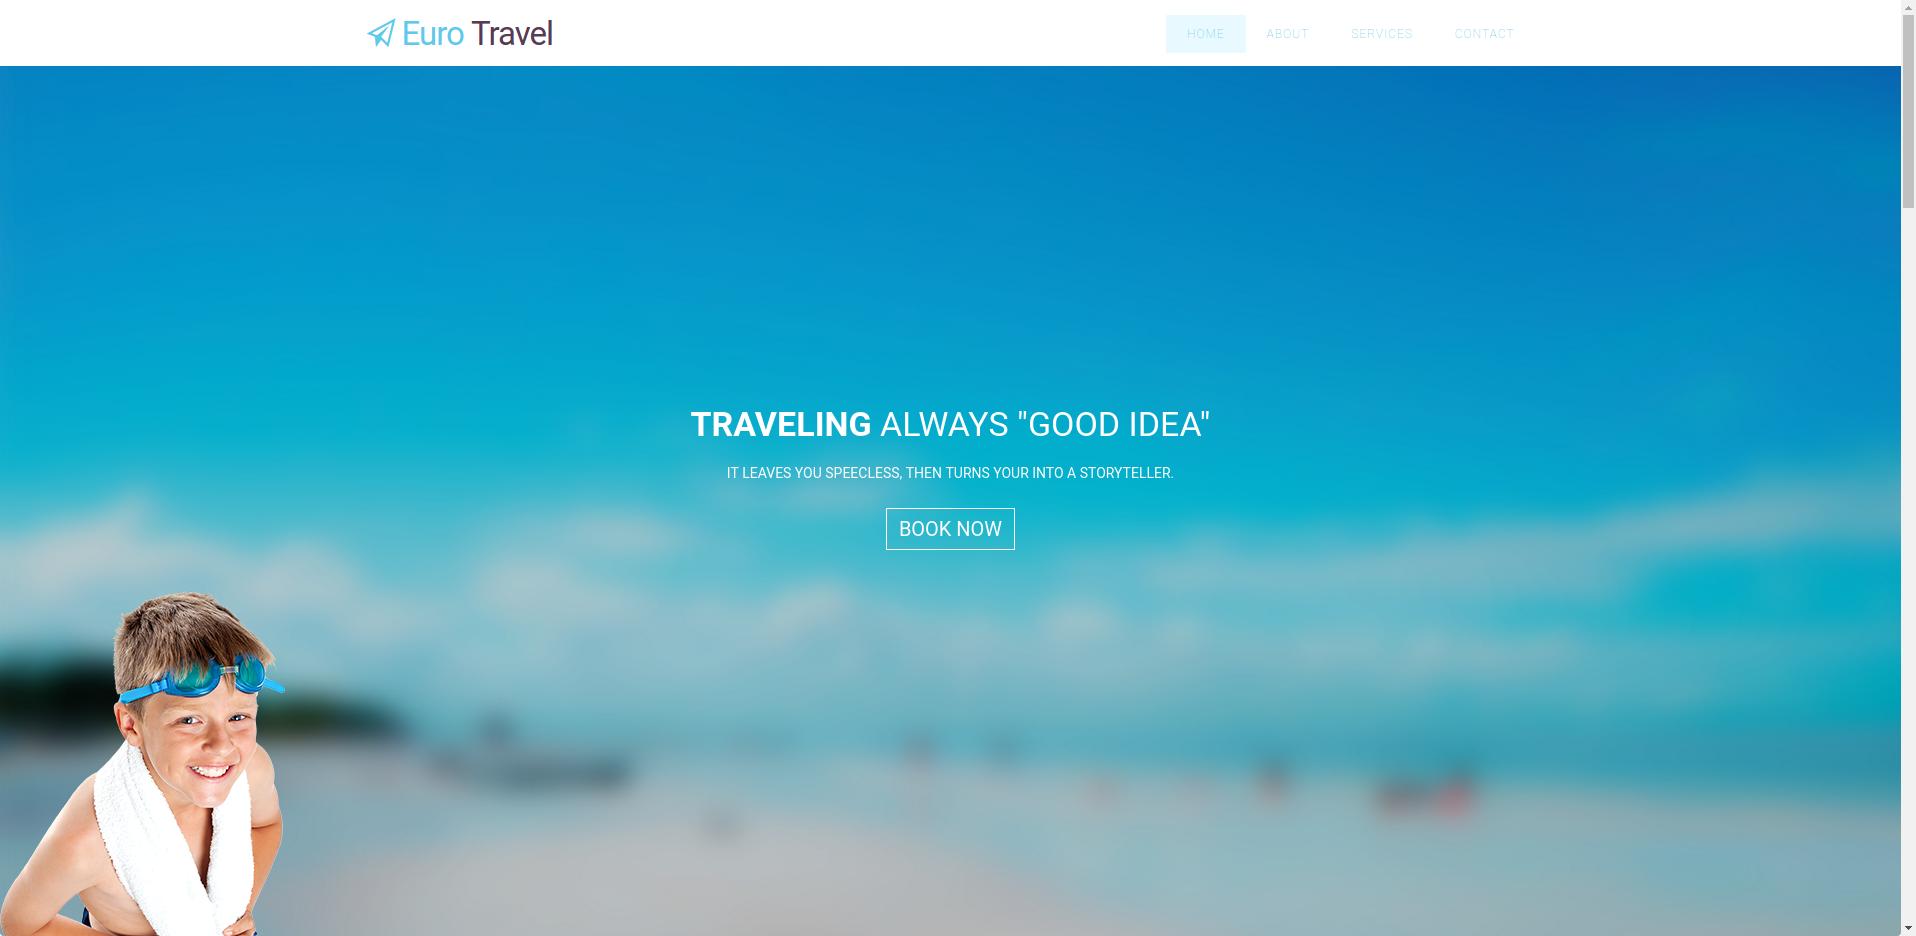 Euro Travel
HOME ABOUT SERVICES CONTACT
TRAVELING ALWAYS "GOOD IDEA"
IT LEAVES YOU SPEECLESS, THEN TURNS YOUR INTO A STORYTELLER.
BOOK NOW